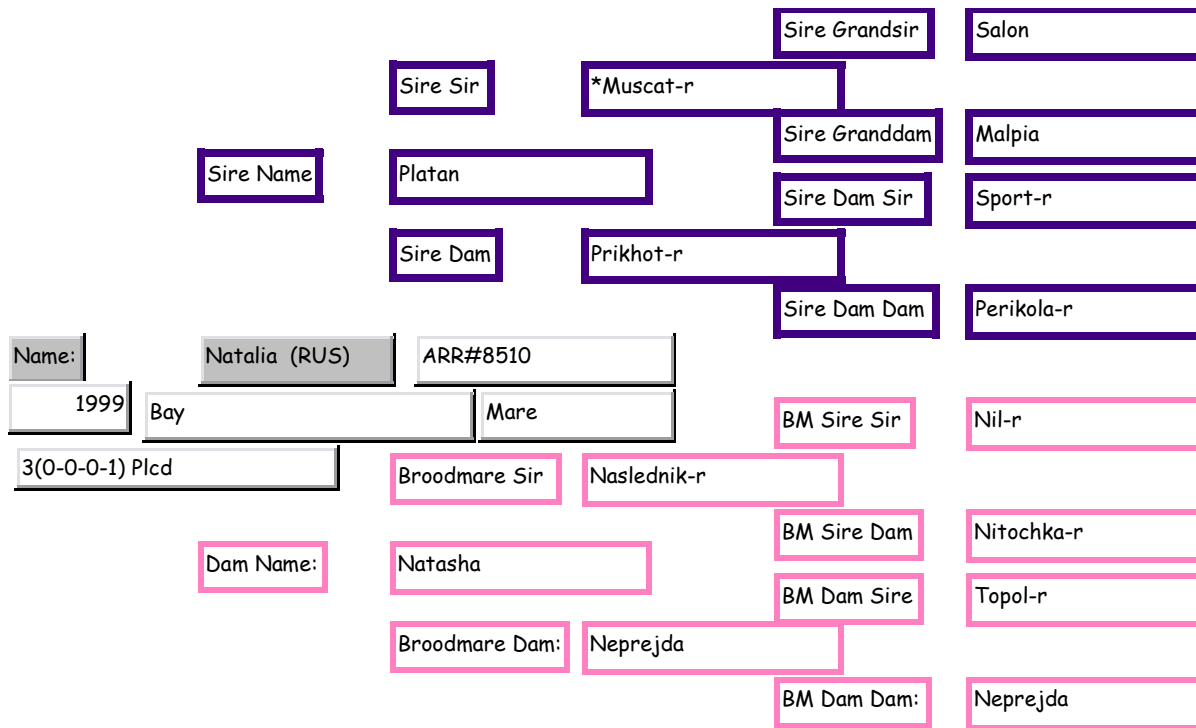 Sire Grandsir Salon
Sire Sir *Muscat-r
Sire Granddam Malpia
Sire Name Platan
Sire Dam Sir Sport-r
Sire Dam Prikhot-r
Sire Dam Dam Perikola-r
Name: Natalia (RUS) ARR#8510
1999 Bay Mare
BM Sire Sir Nil-r
3(0-0-0-1) Plcd
Broodmare Sir Naslednik-r
BM Sire Dam Nitochka-r
Dam Name: Natasha
BM Dam Sire Topol-r
Broodmare Dam: Neprejda
BM Dam Dam: Neprejda